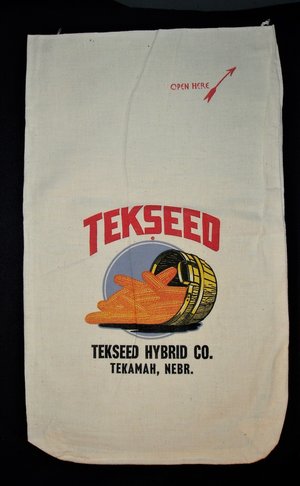 OPEN HERE
TEKSEED
TEKSEED HYBRID CO.
TEKAMAH, NEBR.